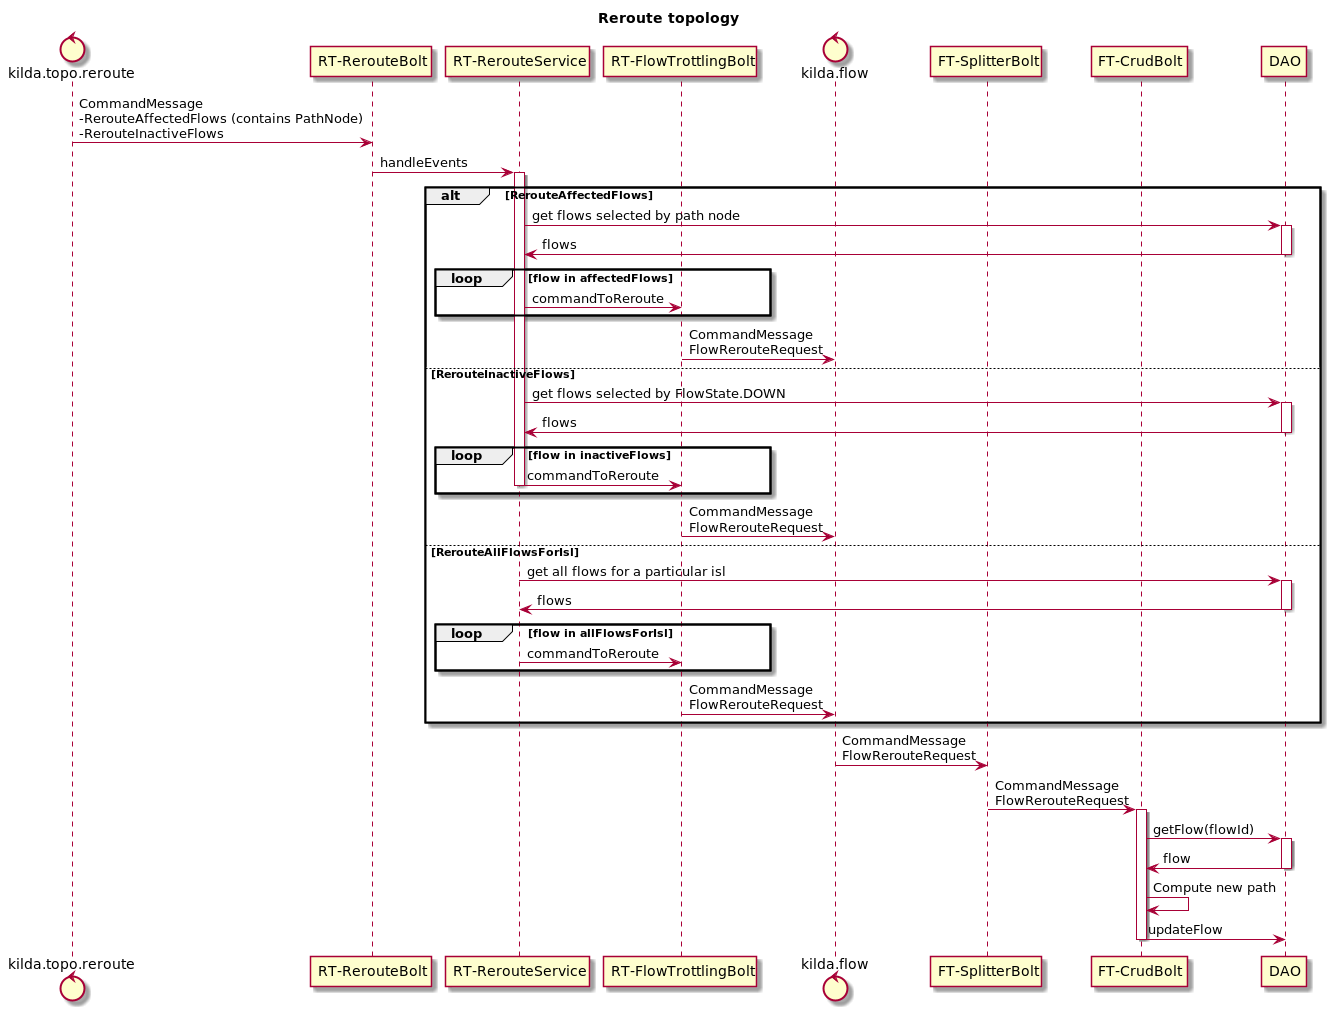 Reroute topology
kilda.topo.reroute
RT-RerouteBolt
RT-RerouteService
RT-FlowTrottlingBolt
kilda.flow
FT-SplitterBolt
FT-CrudBolt
DAO
CommandMessage
-RerouteAffectedFlows (contains PathNode)
-RerouteInactiveFlows
handleEvents
alt
[RerouteAffectedFlows]
get flows selected by path node
flows
loop
[flow in affectedFlows]
commandToReroute
CommandMessage
FlowRerouteRequest
[RerouteInactiveFlows]
get flows selected by FlowState.DOWN
flows
loop
[flow in inactiveFlows]
commandToReroute
CommandMessage
FlowRerouteRequest
[RerouteAllFlowsForIsl]
get all flows for a particular isl
flows
loop
[flow in allFlowsForIsl]
commandToReroute
CommandMessage
FlowRerouteRequest
CommandMessage
FlowRerouteRequest
CommandMessage
FlowRerouteRequest
getFlow(flowId)
flow
Compute new path
updateFlow
kilda.topo.reroute
RT-RerouteBolt
RT-RerouteService
RT-FlowTrottlingBolt
kilda.flow
FT-SplitterBolt
FT-CrudBolt
DAO